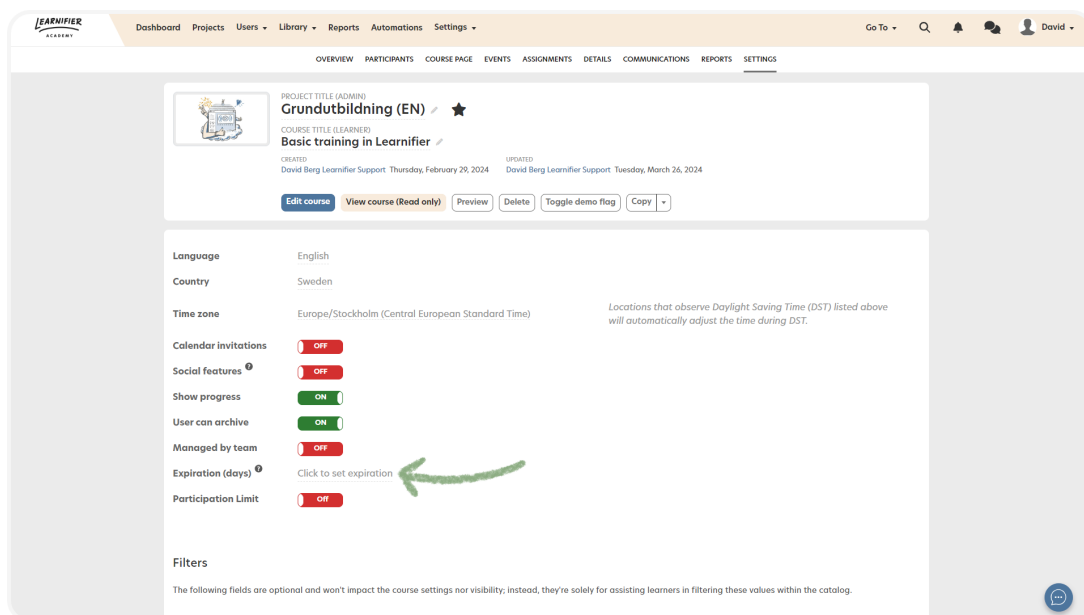 LEARNIFIER
ACADEMY
Dashboard Projects Users Library Reports Automations Settings Go To David
OVERVIEW PARTICIPANTS COURSE PAGE EVENTS ASSIGNMENTS DETAILS COMMUNICATIONS REPORTS SETTINGS
PROJECT TITLE (ADMIN)
Grundutbildning (EN)
COURSE TITLE (LEARNER)
Basic training in Learnifier
CREATED UPDATED
David Berg Learnifier Support Thursday, February 29, 2024 David Berg Learnifier Support Tuesday, March 26, 2024
Edit course View course (Read only) Preview Delete Toggle demo flag Copy
Language English
Country Sweden
Time zone Europe/Stockholm (Central European Standard Time) Locations that observe Daylight Saving Time (DST) listed above
will automatically adjust the time during DST.
Calendar invitations OFF
Social features ? OFF
Show progress ON
User can archive ON
Managed by team OFF
Expiration (days) ? Click to set expiration
Participation Limit Off
Filters
The following fields are optional and won't impact the course settings nor visibility; instead, they're solely for assisting learners in filtering these values within the catalog.